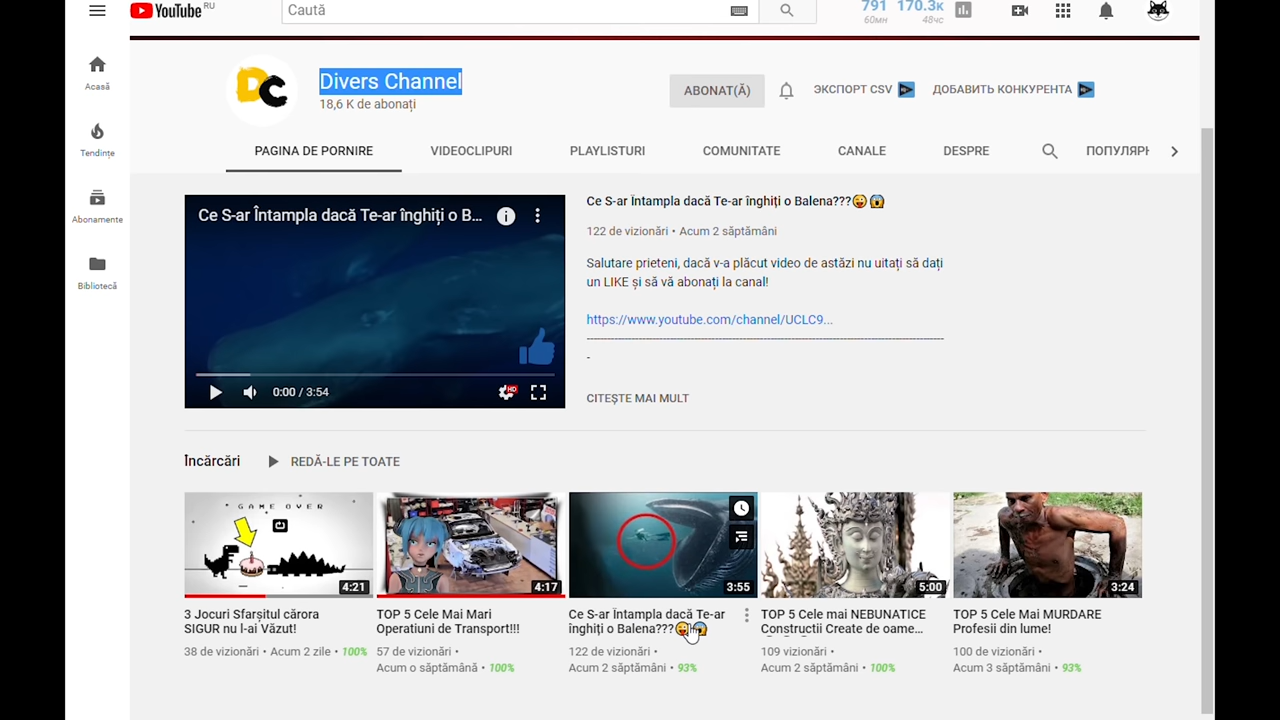 YouTube RU
Caută
791 170.3K
60мн 48чс
Acasă
Tendințe
Abonamente
Bibliotecă
DC
Divers Channel
18,6 K de abonați
ABONAT(Ă)
ЭКСПОРТ CSV
ДОБАВИТЬ КОНКУРЕНТА
PAGINA DE PORNIRE
VIDEOCLIPURI
PLAYLISTURI
COMUNITATE
CANALE
DESPRE
ПОПУЛЯРН
Ce S-ar Întampla dacă Te-ar înghiți o B...
0:00 / 3:54
HD
Ce S-ar Întampla dacă Te-ar înghiți o Balena???😜😱
122 de vizionări • Acum 2 săptămâni
Salutare prieteni, dacă v-a plăcut video de astăzi nu uitați să dați
un LIKE și să vă abonați la canal!
https://www.youtube.com/channel/UCLC9...
CITEȘTE MAI MULT
Încărcări
REDĂ-LE PE TOATE
GAME OVER
4:21
4:17
3:55
5:00
3:24
3 Jocuri Sfarșitul cărora
SIGUR nu l-ai Văzut!
38 de vizionări • Acum 2 zile • 100%
TOP 5 Cele Mai Mari
Operatiuni de Transport!!!
57 de vizionări •
Acum o săptămână • 100%
Ce S-ar Întampla dacă Te-ar
înghiți o Balena???😜😱
122 de vizionări •
Acum 2 săptămâni • 93%
TOP 5 Cele mai NEBUNATICE
Constructii Create de oame...
109 vizionări •
Acum 2 săptămâni • 100%
TOP 5 Cele Mai MURDARE
Profesii din lume!
100 de vizionări •
Acum 3 săptămâni • 93%